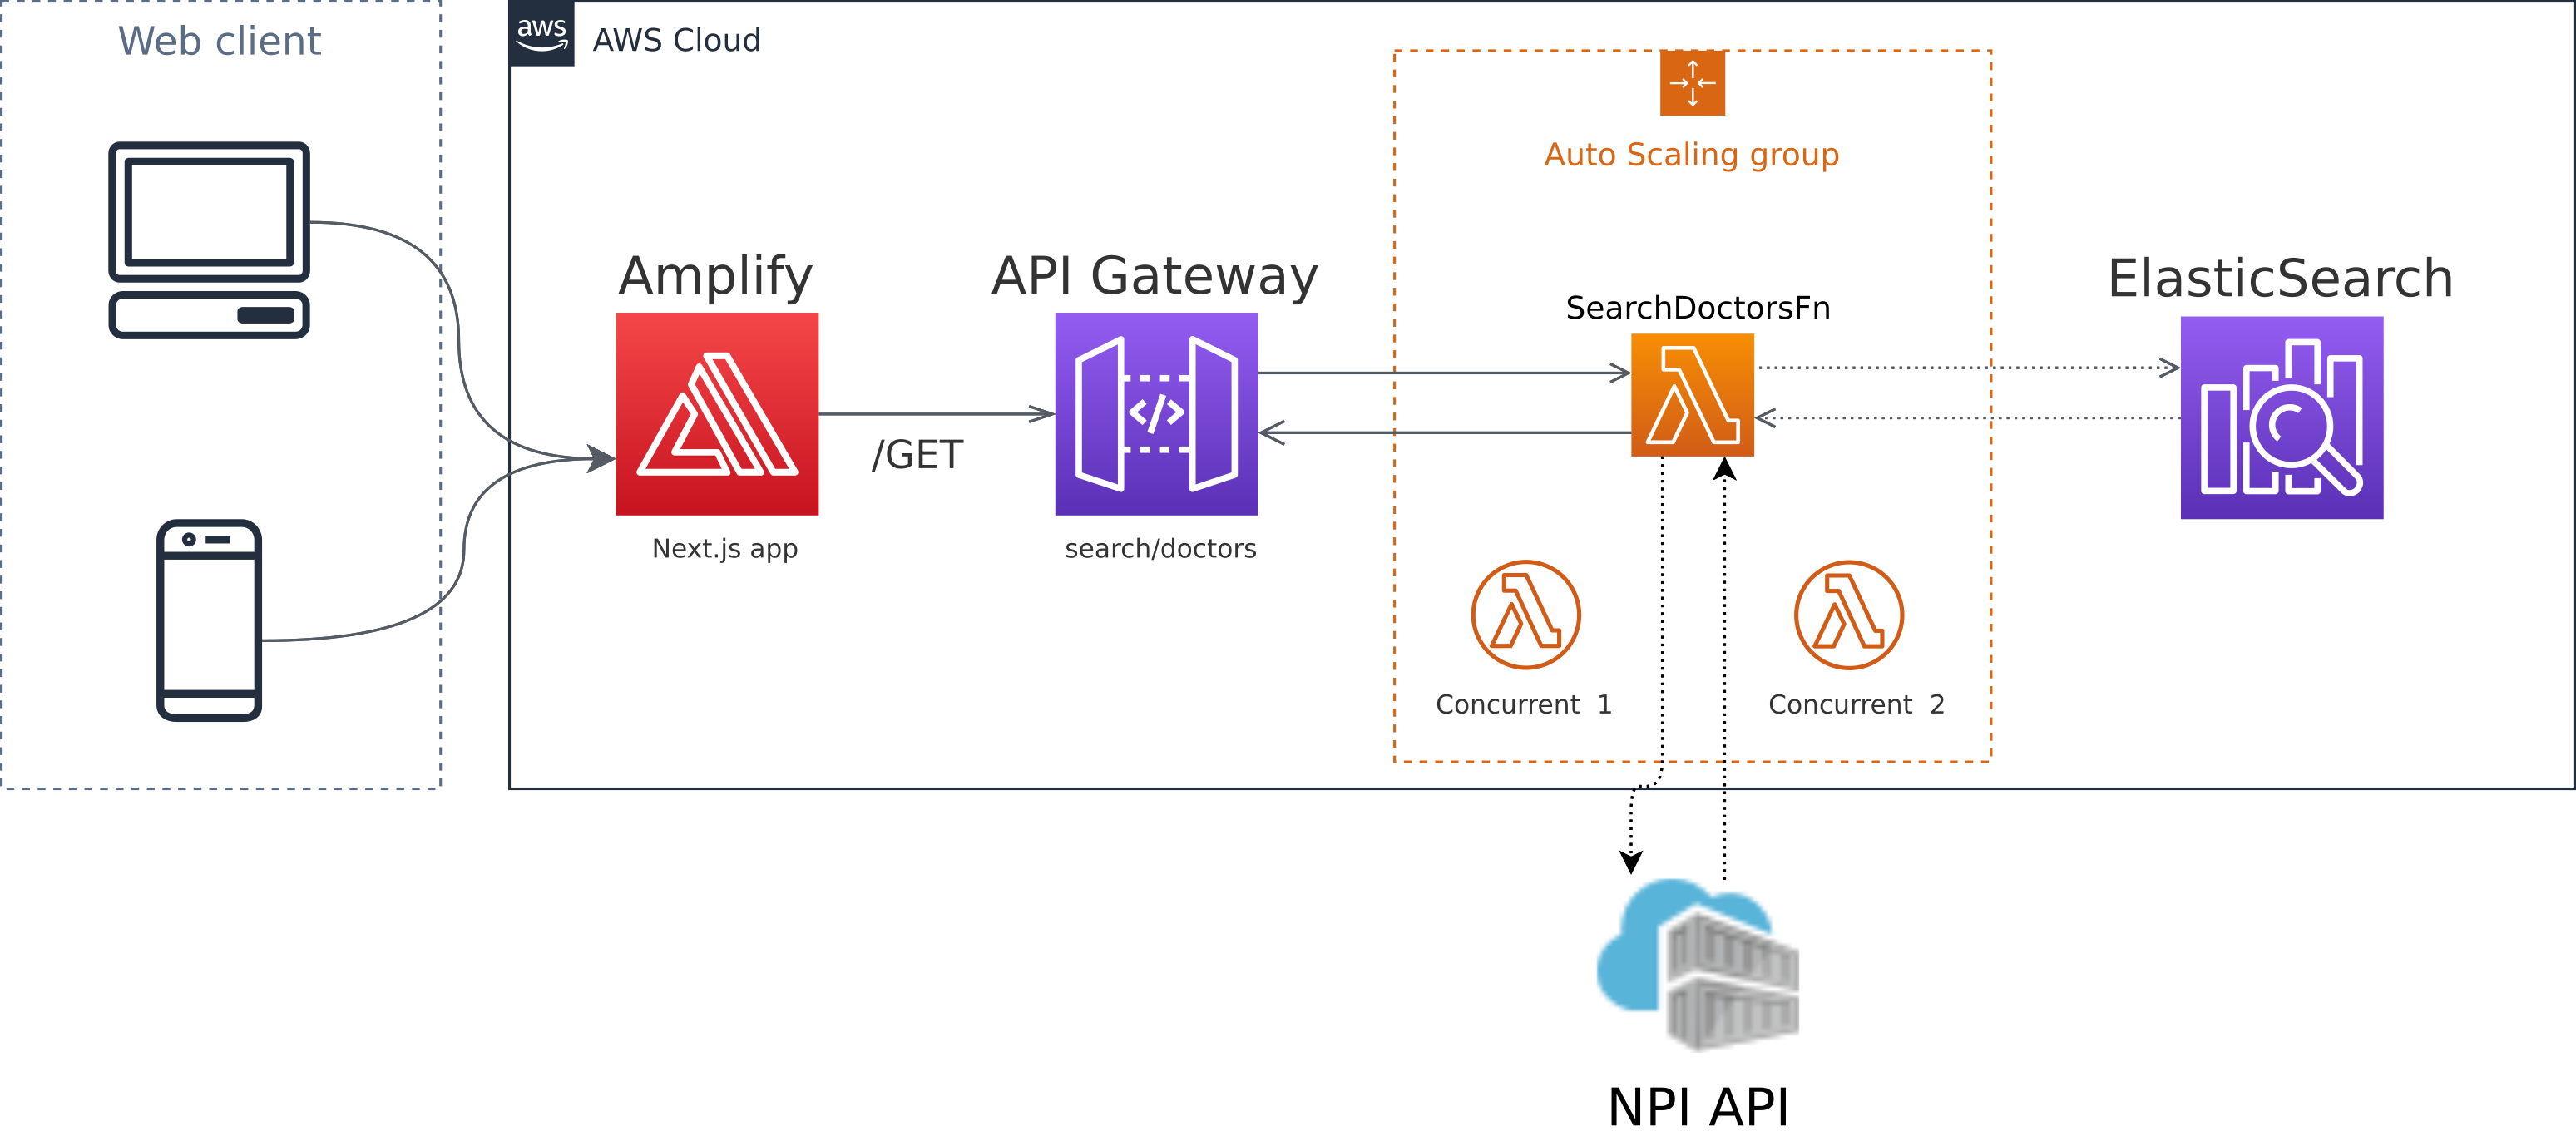 Web client
aws
AWS Cloud
Auto Scaling group
Amplify
API Gateway
SearchDoctorsFn
ElasticSearch
</>
/GET
Next.js app
search/doctors
Concurrent 1
Concurrent 2
NPI API